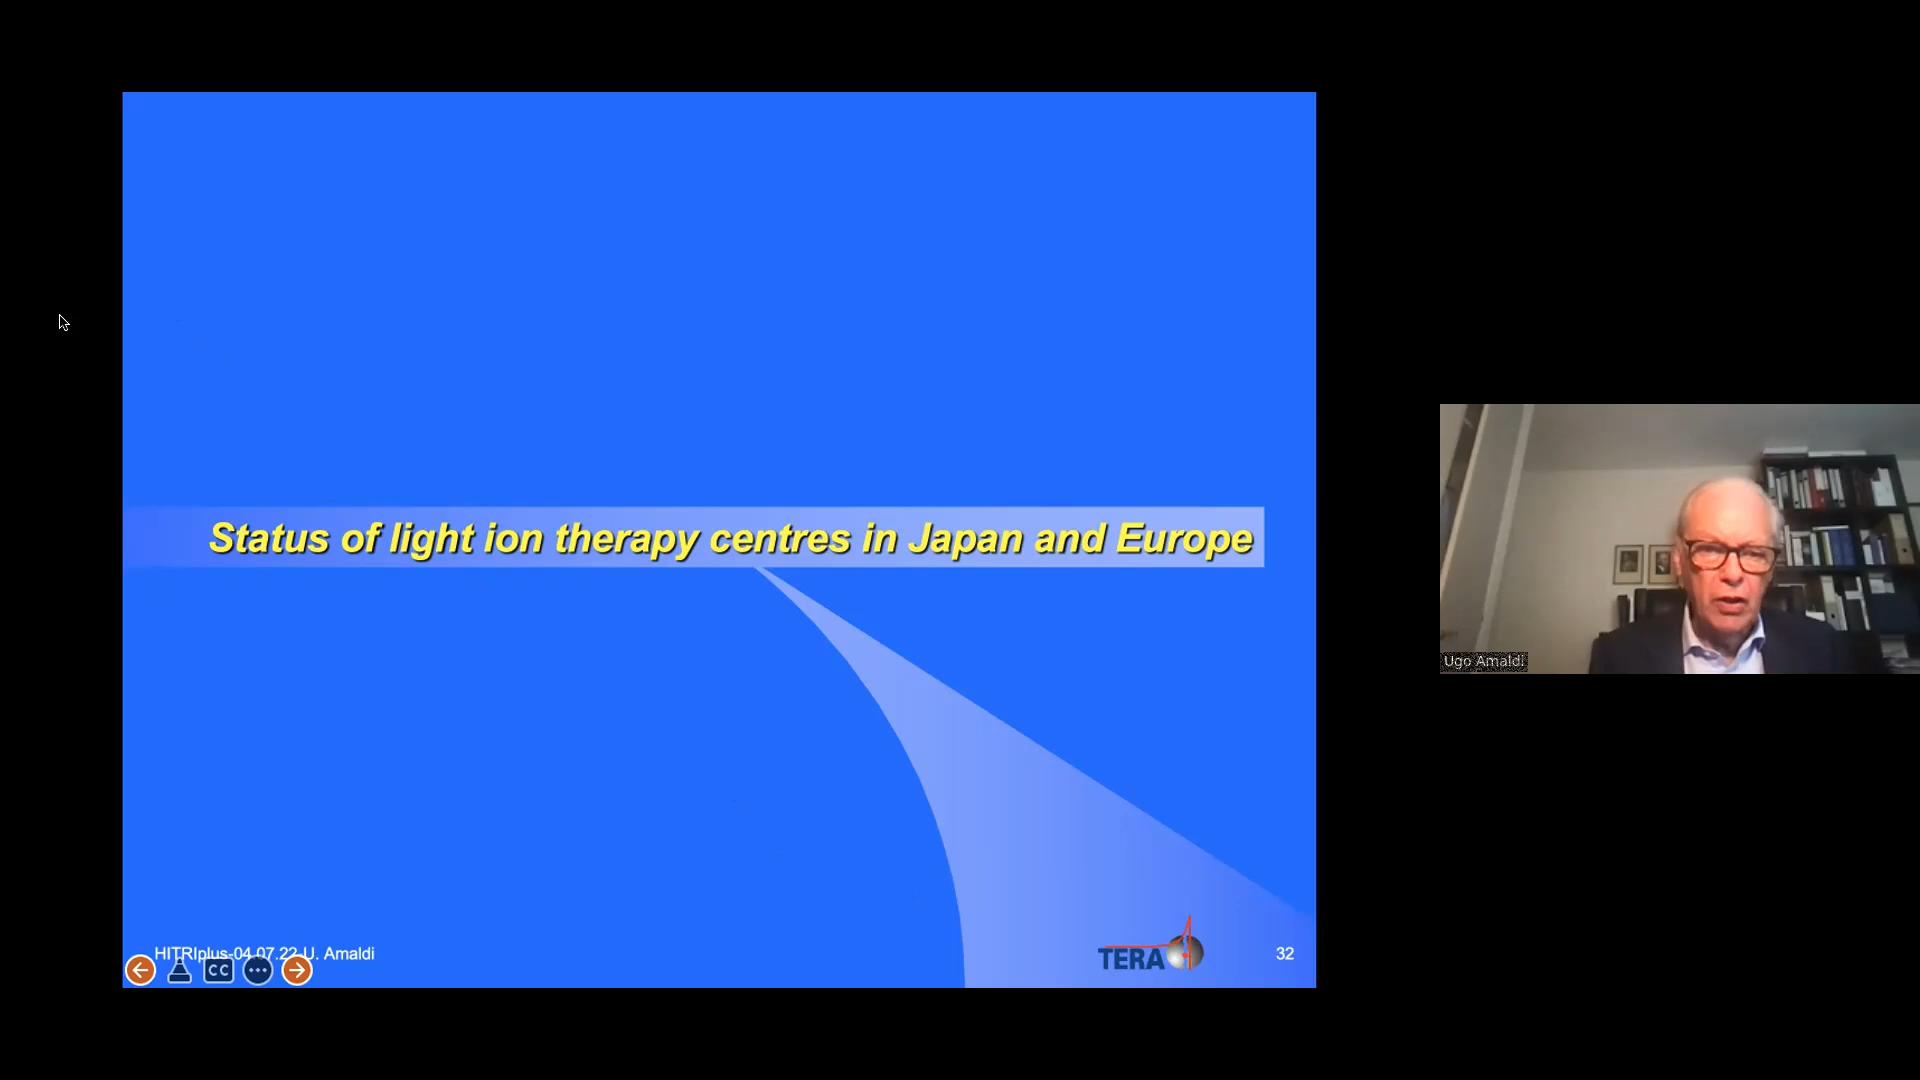 Status of light ion therapy centres in Japan and Europe
HITRIplus-04.07.22-U. Amaldi
CC
TERA
32
Ugo Amaldi